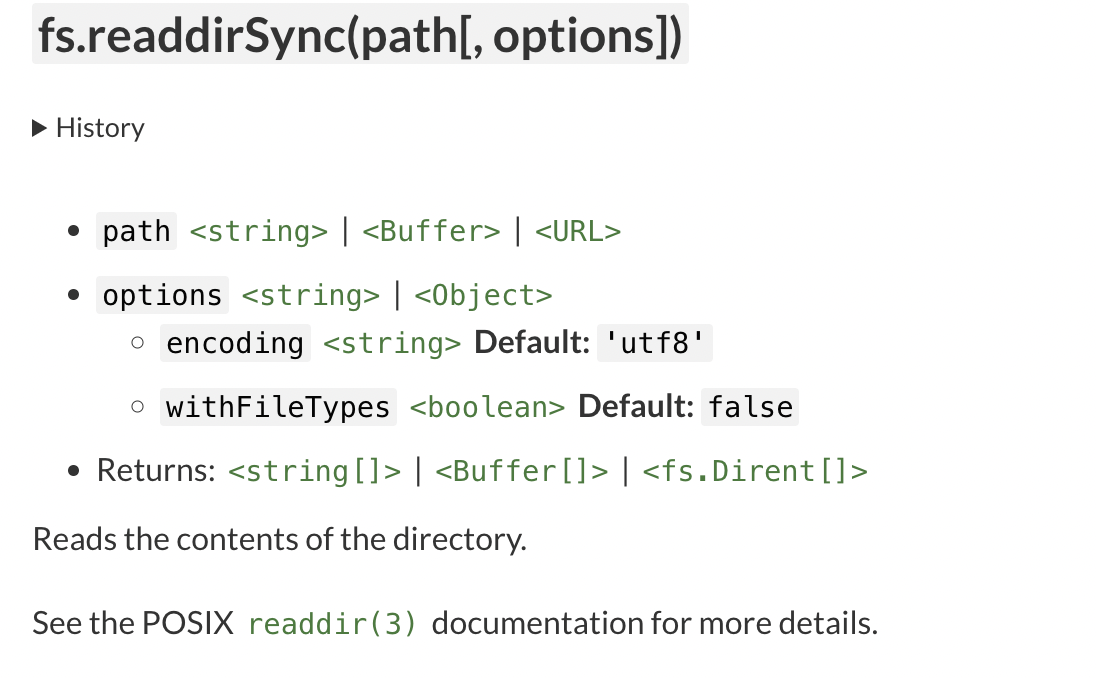 fs.readdirSync(path[, options])
▶ History
• path <string> | <Buffer> | <URL>
• options <string> | <Object>
○ encoding <string> Default: 'utf8'
○ withFileTypes <boolean> Default: false
• Returns: <string[]> | <Buffer[]> | <fs.Dirent[]>
Reads the contents of the directory.
See the POSIX readdir(3) documentation for more details.